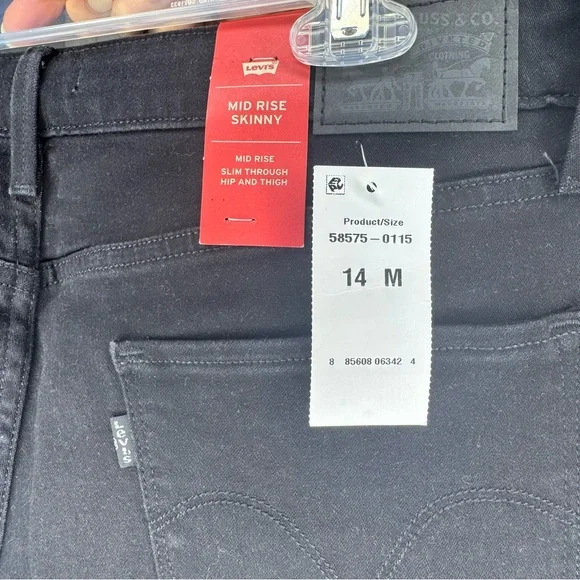 USS & CO.
Levi's
MID RISE
SKINNY
MID RISE
SLIM THROUGH
HIP AND THIGH
Product/Size
58575-0115
14 M
8 85608 06342 4
LEVI'S